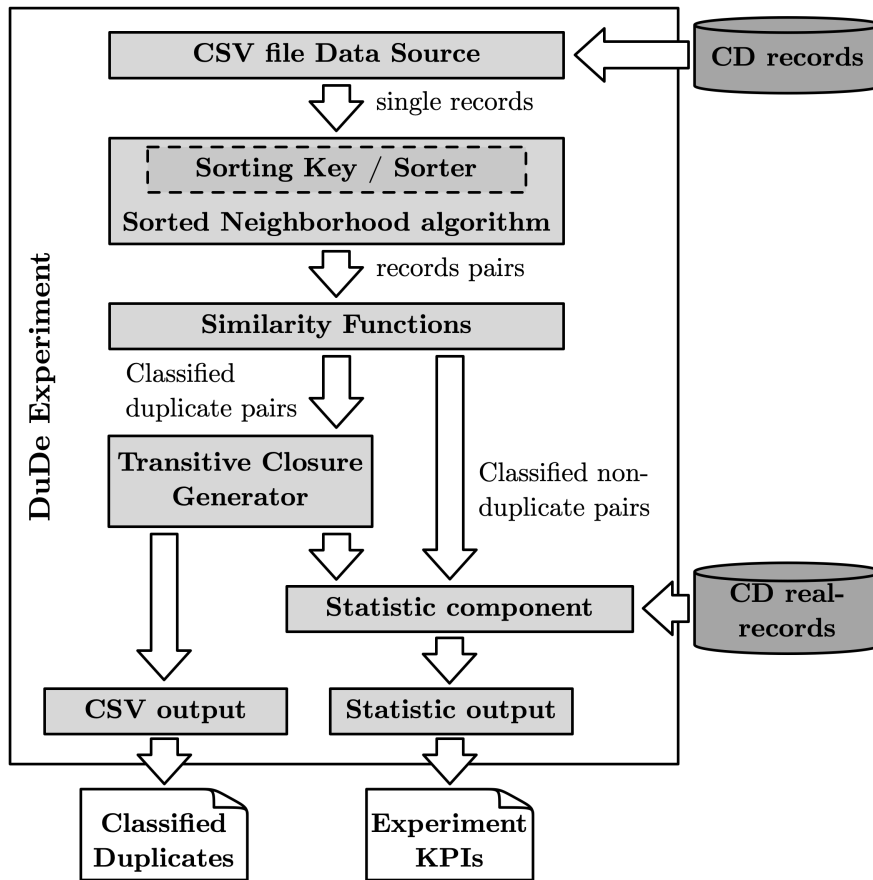 CSV file Data Source
CD records
single records
Sorting Key / Sorter
Sorted Neighborhood algorithm
records pairs
Similarity Functions
DuDe Experiment
Classified
duplicate pairs
Transitive Closure
Generator
Classified non-
duplicate pairs
Statistic component
CD real-
records
CSV output
Statistic output
Classified
Duplicates
Experiment
KPIs